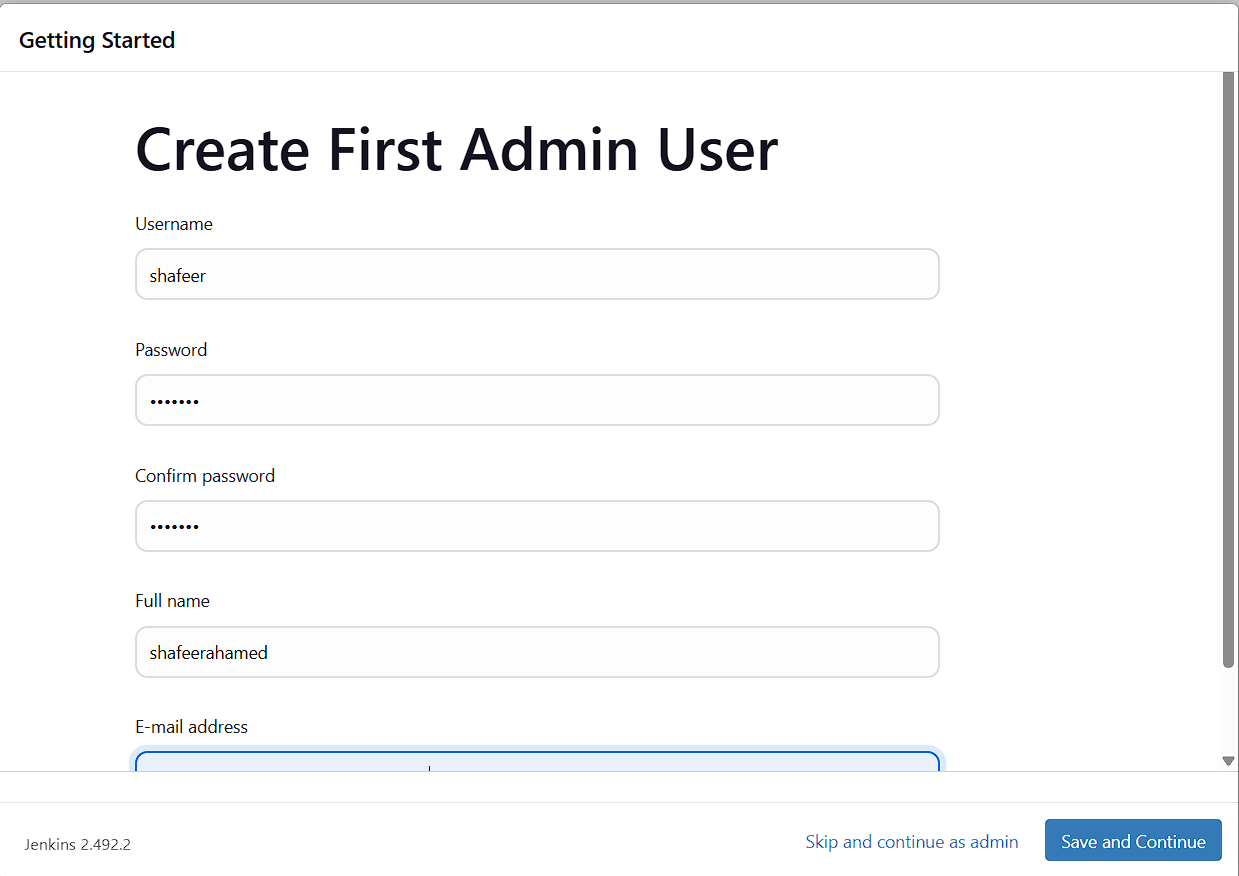 Getting Started
Create First Admin User
Username
shafeer
Password
•••••••
Confirm password
•••••••
Full name
shafeerahamed
E-mail address
Jenkins 2.492.2
Skip and continue as admin
Save and Continue